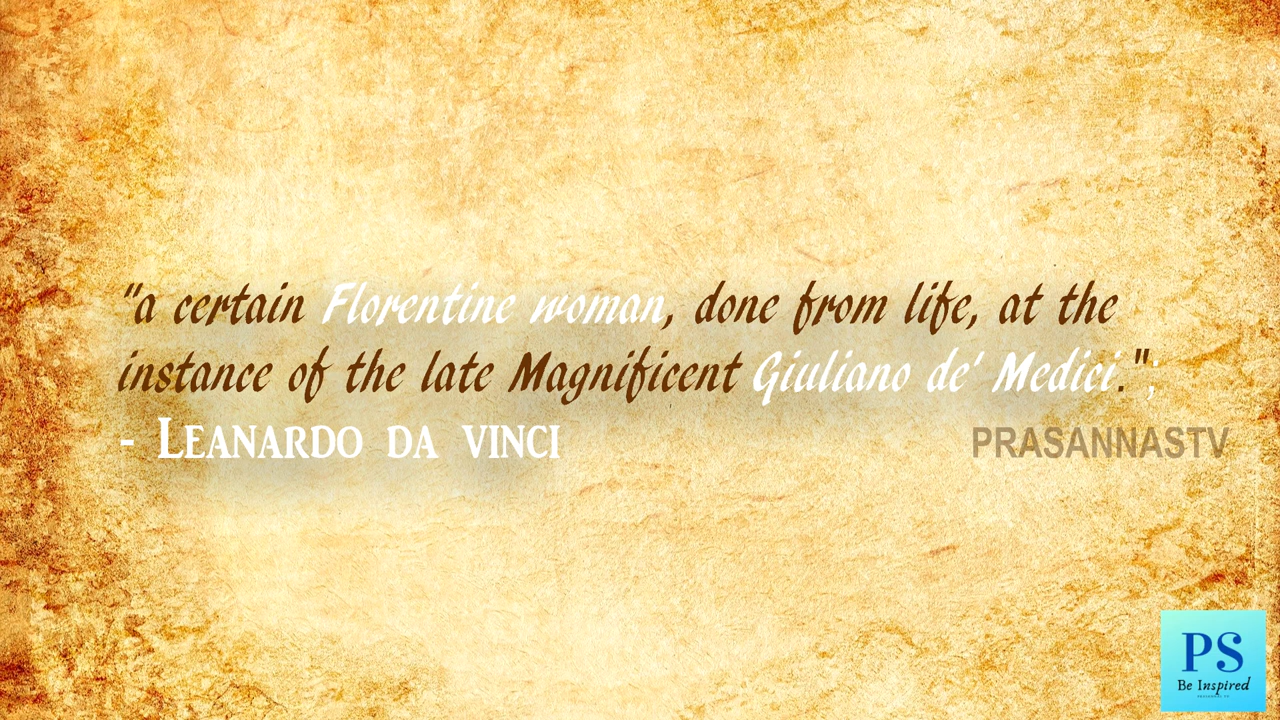 "a certain Florentine woman, done from life, at the
instance of the late Magnificent Giuliano de' Medici.";
- LEANARDO DA VINCI
PRASANNASTV
PS
Be Inspired